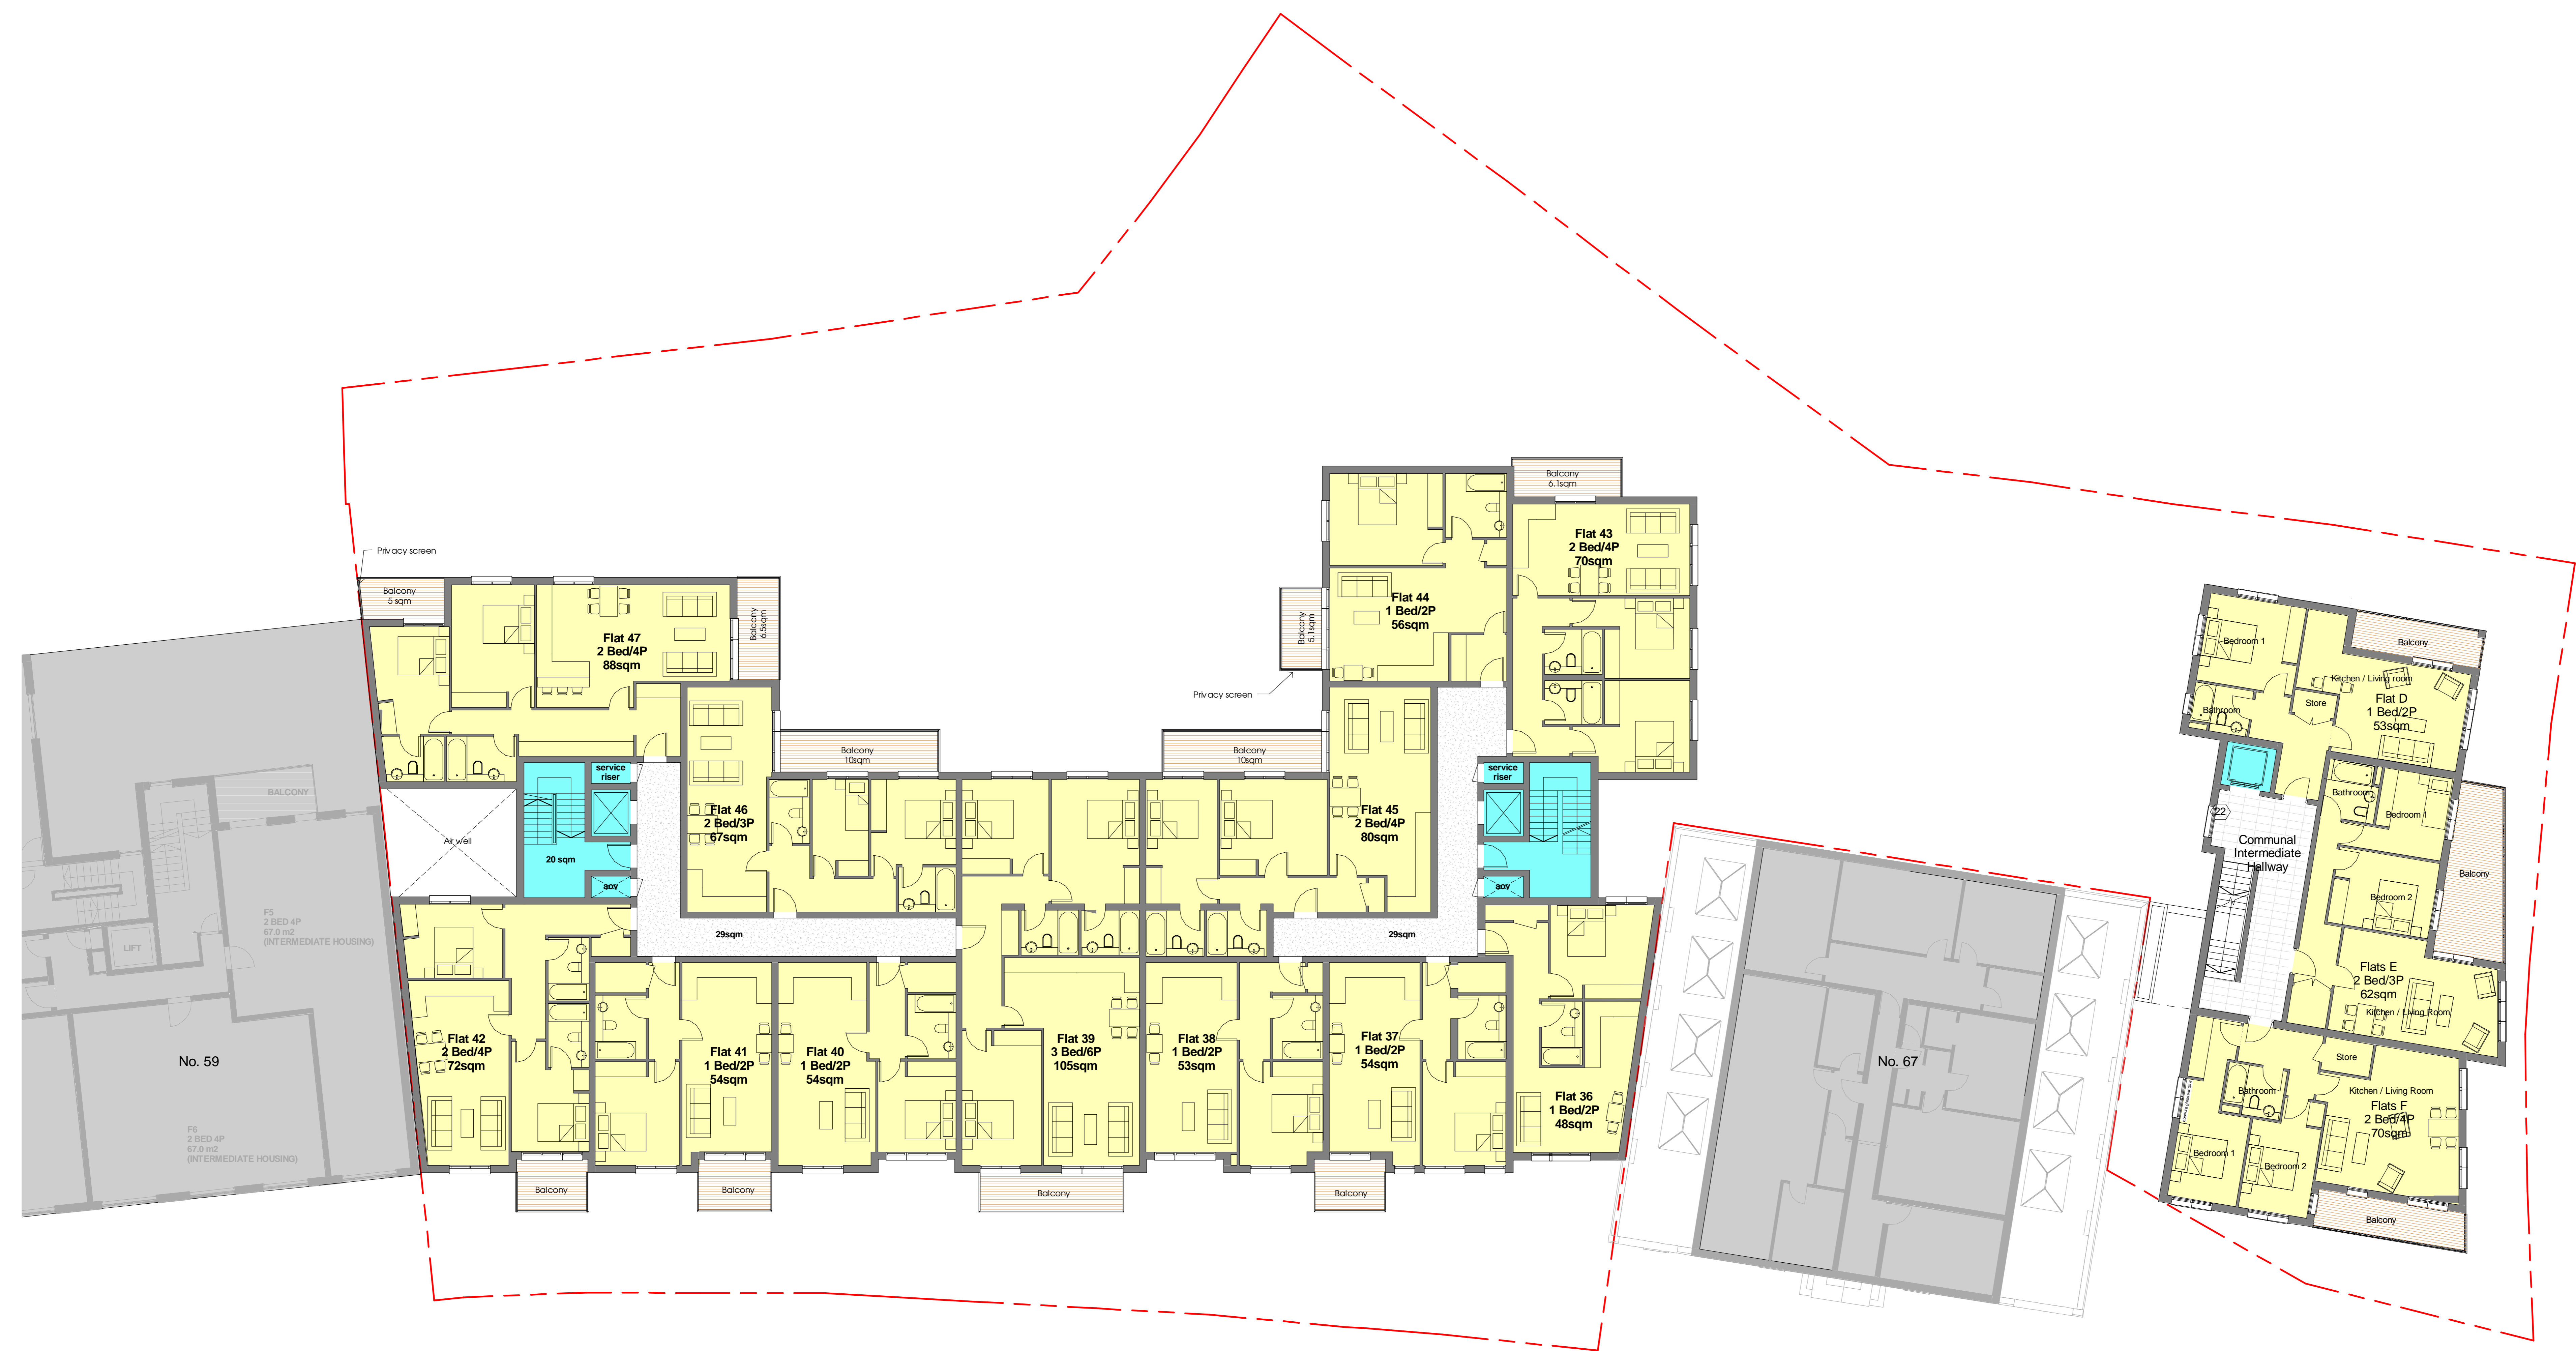 Balcony
6.1sqm
Flat 43
2 Bed/4P
70sqm
Privacy screen
Balcony
5 sqm
Flat 47
2 Bed/4P
88sqm
Balcony
6.5sqm
Flat 44
1 Bed/2P
56sqm
Balcony
5.1sqm
Privacy screen
Balcony
10sqm
Balcony
10sqm
service
riser
service
riser
Flat 46
2 Bed/3P
67sqm
Flat 45
2 Bed/4P
80sqm
Air well
20 sqm
aov
aov
29sqm
29sqm
BALCONY
F5
2 BED 4P
67.0 m2
(INTERMEDIATE HOUSING)
LIFT
No. 59
F6
2 BED 4P
67.0 m2
(INTERMEDIATE HOUSING)
Flat 42
2 Bed/4P
72sqm
Flat 41
1 Bed/2P
54sqm
Flat 40
1 Bed/2P
54sqm
Flat 39
3 Bed/6P
105sqm
Flat 38
1 Bed/2P
53sqm
Flat 37
1 Bed/2P
54sqm
Flat 36
1 Bed/2P
48sqm
Balcony
Balcony
Balcony
Balcony
No. 67
Bedroom 1
Balcony
Kitchen / Living room
Flat D
1 Bed/2P
53sqm
Store
Bathroom
Bathroom
Bedroom 1
22
Communal
Intermediate
Hallway
Balcony
Bedroom 2
Flats E
2 Bed/3P
62sqm
Kitchen / Living Room
Store
Bathroom
Kitchen / Living Room
Flats F
2 Bed/4P
70sqm
Bedroom 1
Bedroom 2
Balcony